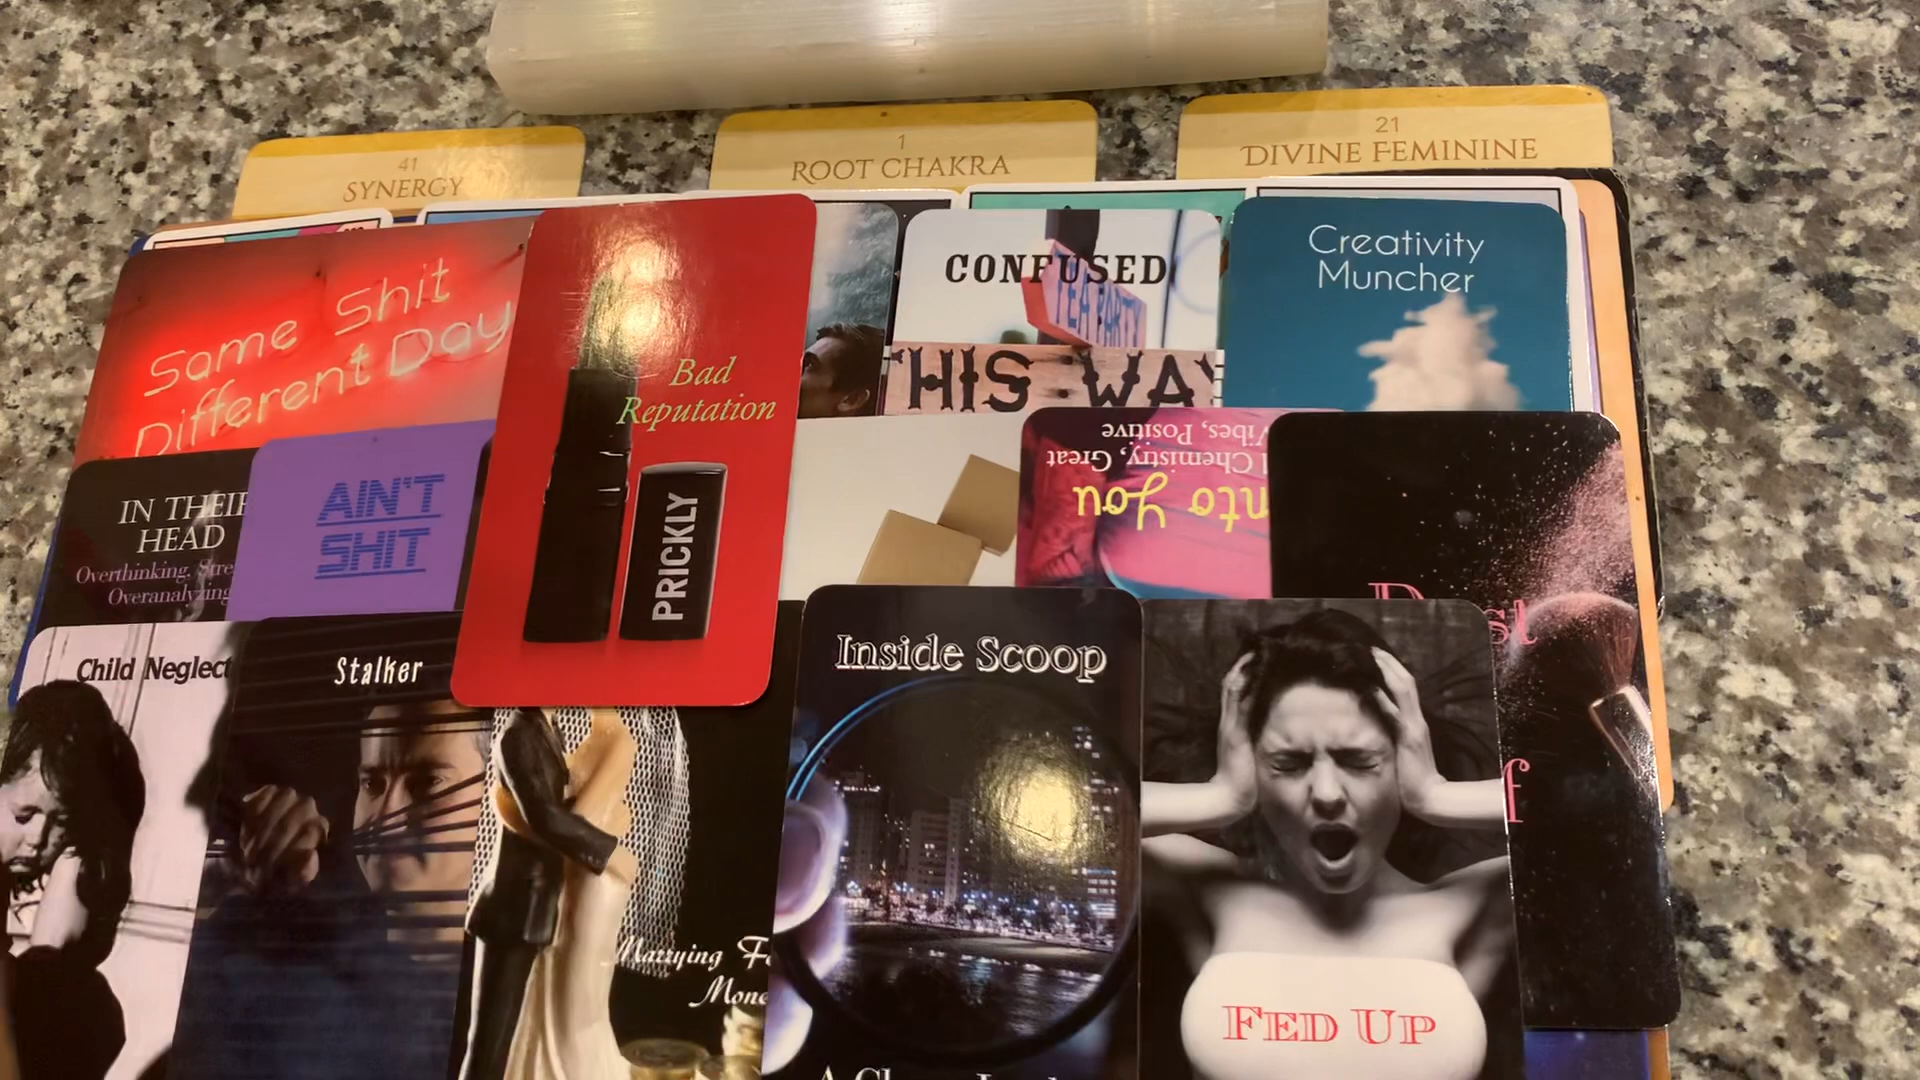 41
SYNERGY
1
ROOT CHAKRA
21
DIVINE FEMININE
Same Shit
Different Day
Bad
Reputation
PRICKLY
CONFUSED
TEA PARTY
THIS WAY
Creativity
Muncher
IN THEIR
HEAD
Overthinking,
Overanalyzing
AIN'T
SHIT
nto You
Chemistry, Great
Vibes, Positive
Child Neglect
Stalker
Marrying
Inside Scoop
FED UP